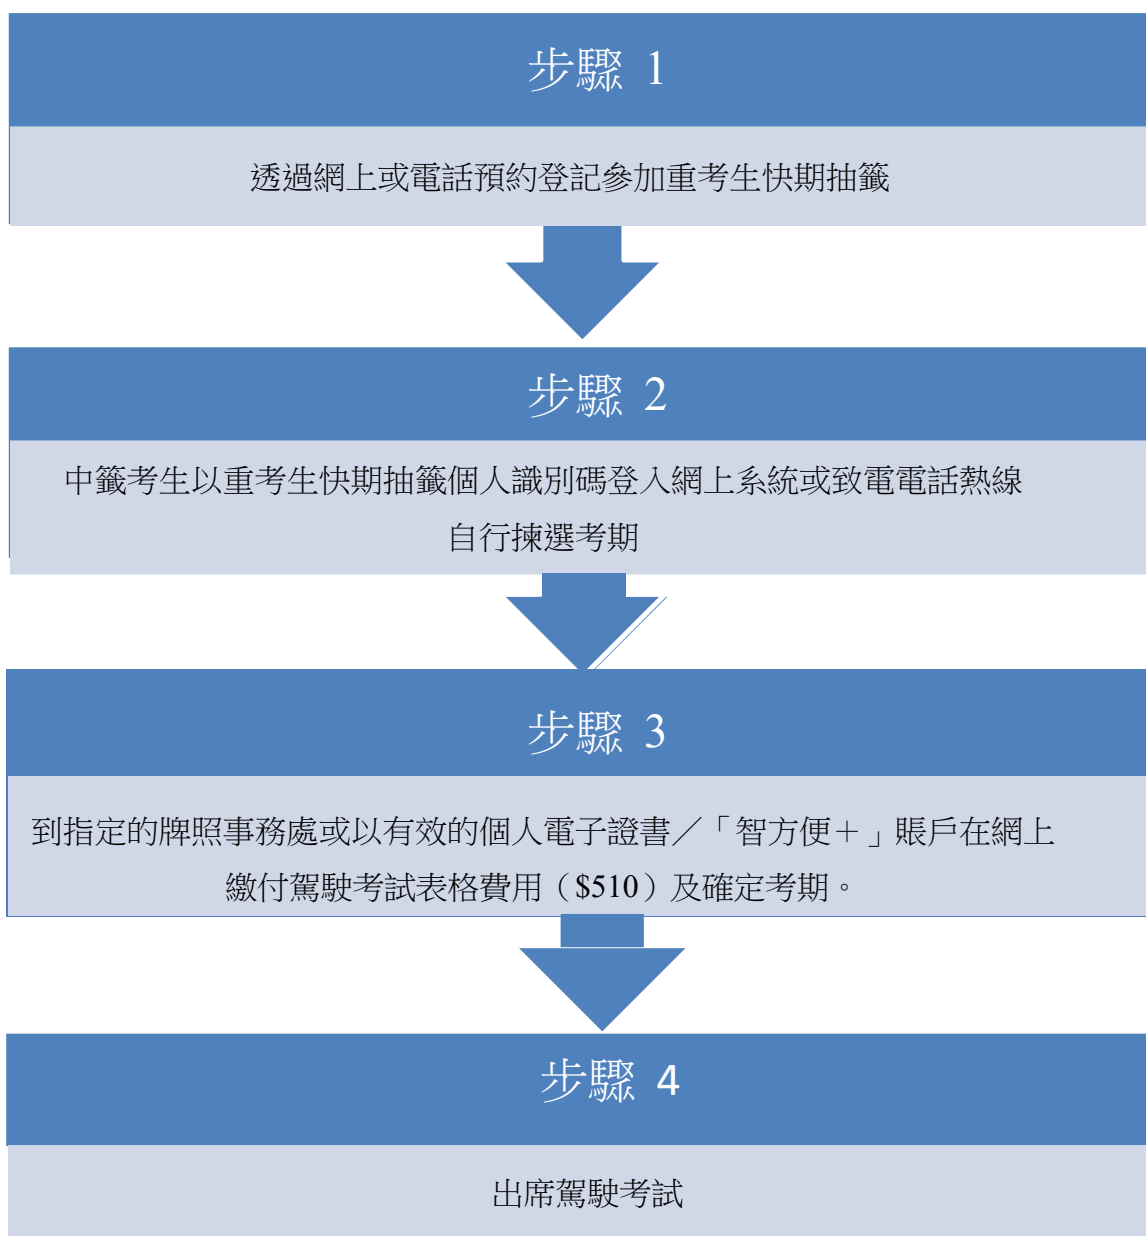 步驟 1
透過網上或電話預約登記參加重考生快期抽籤
步驟 2
中籤考生以重考生快期抽籤個人識別碼登入網上系統或致電電話熱線
自行揀選考期
步驟 3
到指定的牌照事務處或以有效的個人電子證書／「智方便＋」賬戶在網上
繳付駕駛考試表格費用（$510）及確定考期。
步驟 4
出席駕駛考試